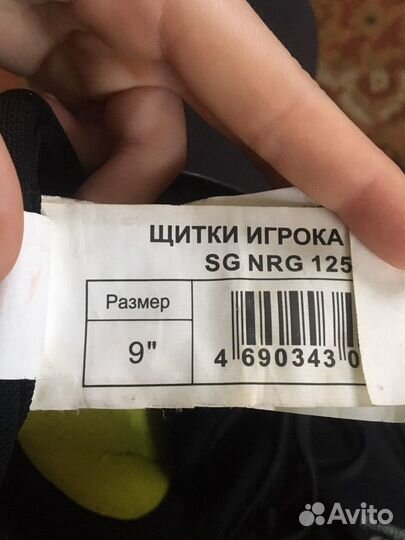 ЩИТКИ ИГРОКА
SG NRG 125
Размер
9"
4 690343 0
Avito